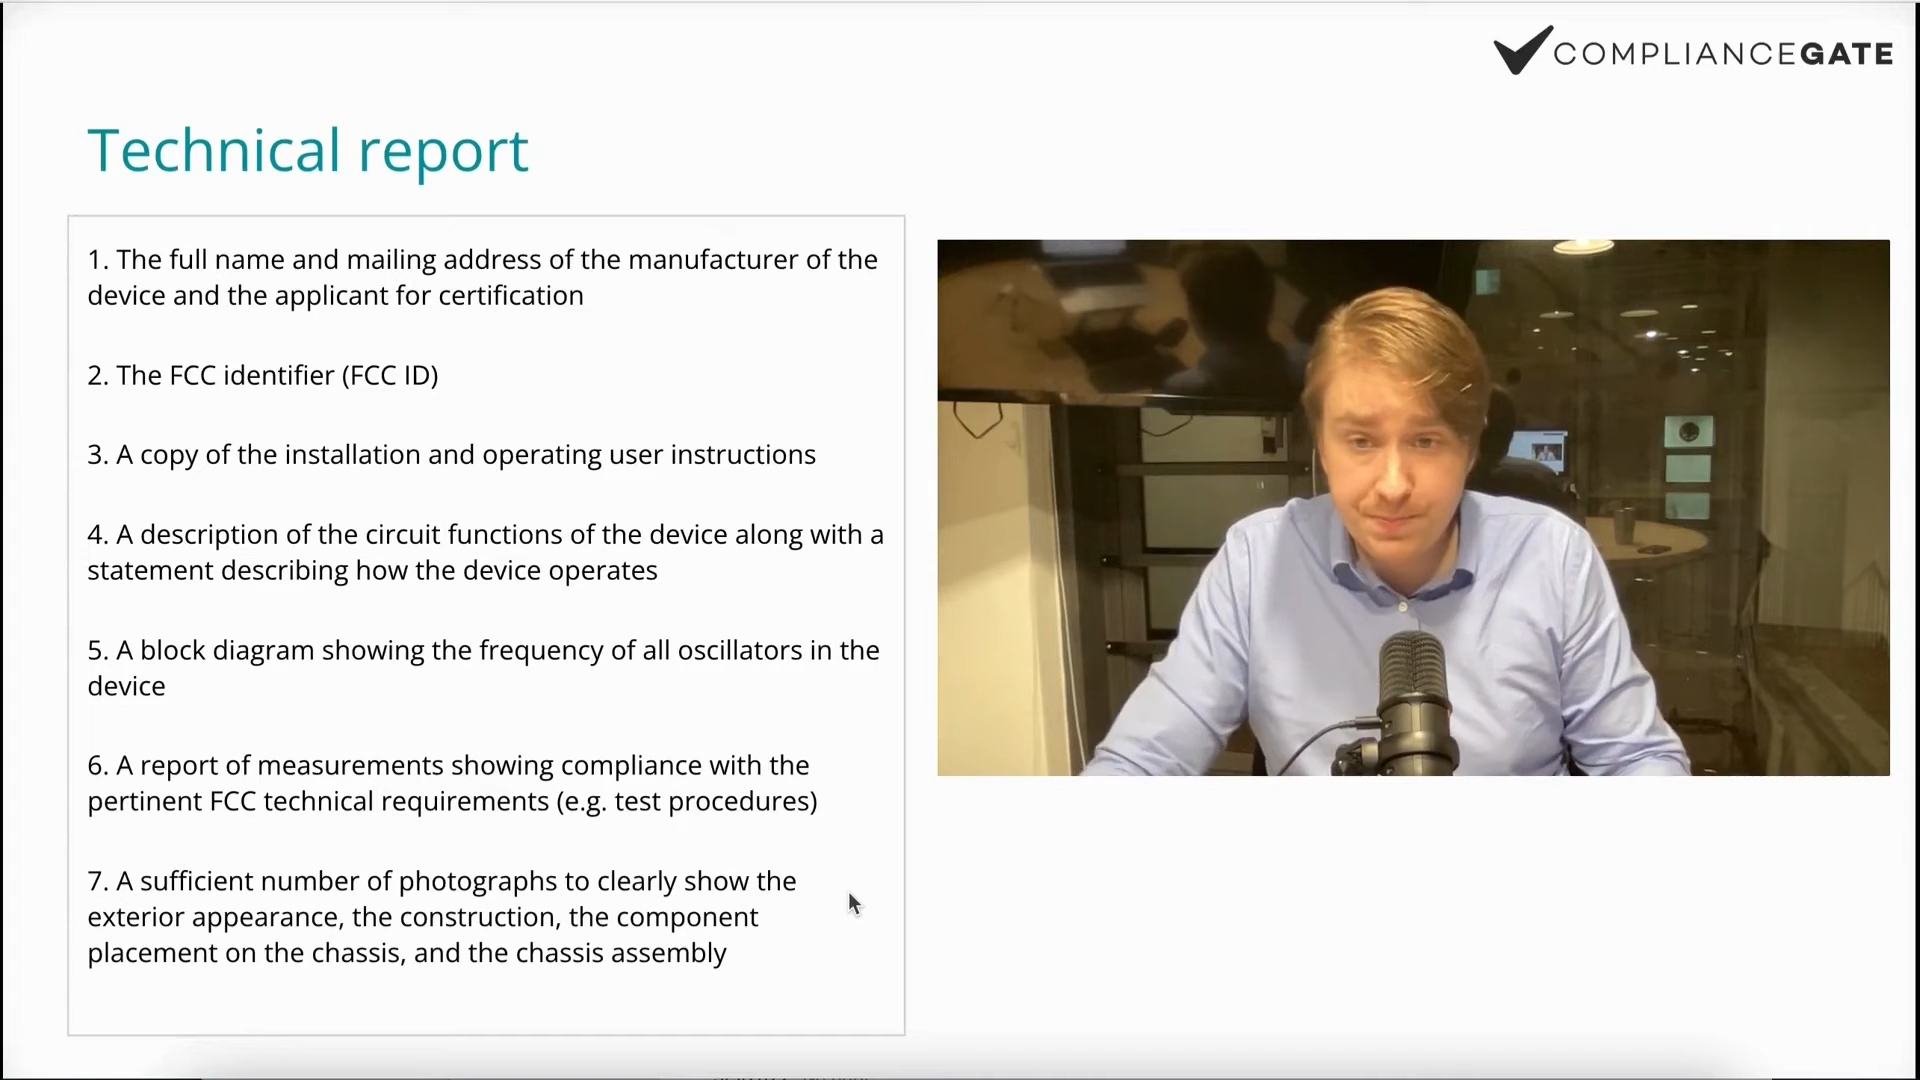 COMPLIANCEGATE
Technical report
1. The full name and mailing address of the manufacturer of the
device and the applicant for certification
2. The FCC identifier (FCC ID)
3. A copy of the installation and operating user instructions
4. A description of the circuit functions of the device along with a
statement describing how the device operates
5. A block diagram showing the frequency of all oscillators in the
device
6. A report of measurements showing compliance with the
pertinent FCC technical requirements (e.g. test procedures)
7. A sufficient number of photographs to clearly show the
exterior appearance, the construction, the component
placement on the chassis, and the chassis assembly